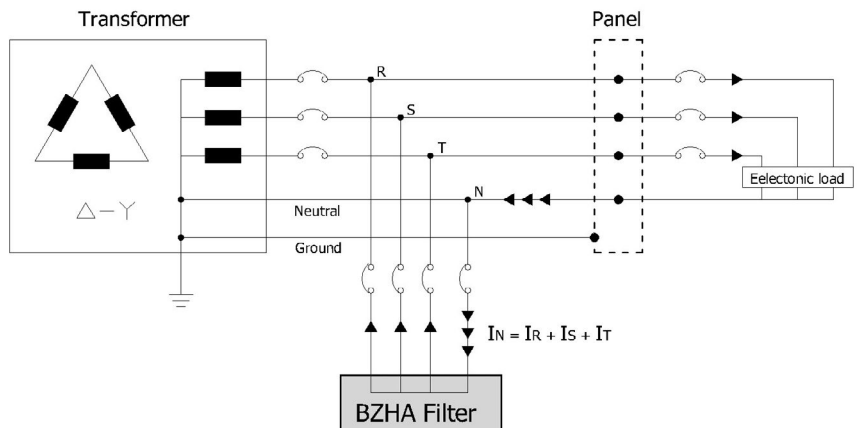 Transformer
Panel
R
S
T
N
Eelectonic load
Neutral
Ground
△ – Y
IN = IR + IS + IT
BZHA Filter